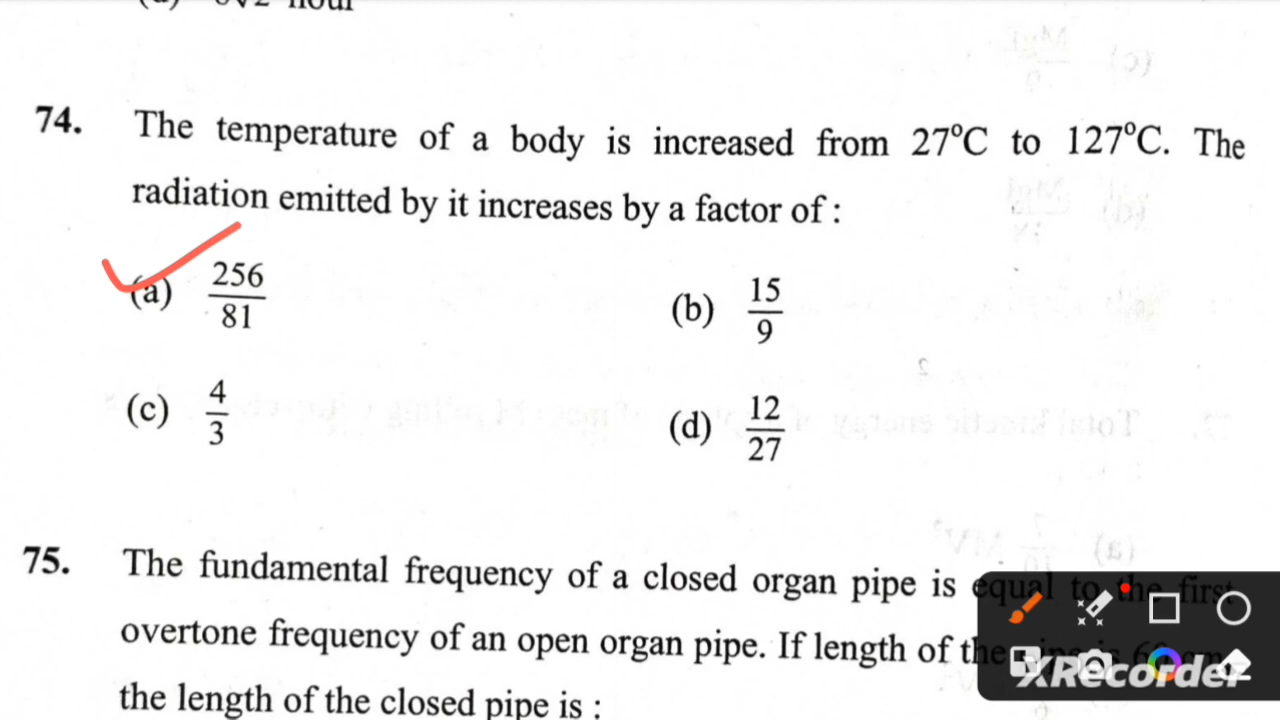 74. The temperature of a body is increased from 27°C to 127°C. The
radiation emitted by it increases by a factor of :
(a) 256/81
(b) 15/9
(c) 4/3
(d) 12/27
75. The fundamental frequency of a closed organ pipe is equal to the first
overtone frequency of an open organ pipe. If length of the
the length of the closed pipe is :
XRecorder